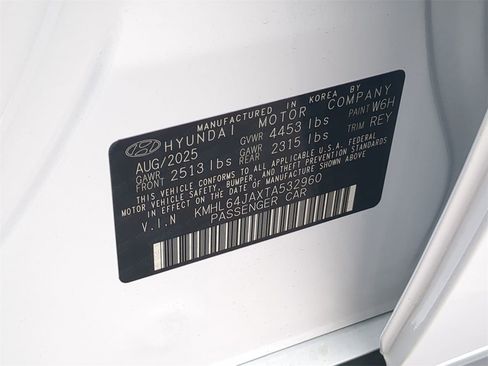 MANUFACTURED IN KOREA BY
HYUNDAI MOTOR COMPANY
AUG/2025 GVWR 4453 lbs PAINT W6H
GAWR FRONT 2513 lbs GAWR REAR 2315 lbs TRIM REY
THIS VEHICLE CONFORMS TO ALL APPLICABLE U.S.A. FEDERAL
MOTOR VEHICLE SAFETY, BUMPER, AND THEFT PREVENTION STANDARDS
IN EFFECT ON THE DATE OF MANUFACTURE SHOWN ABOVE.
V.I.N KMHL64JAXTA532960
PASSENGER CAR